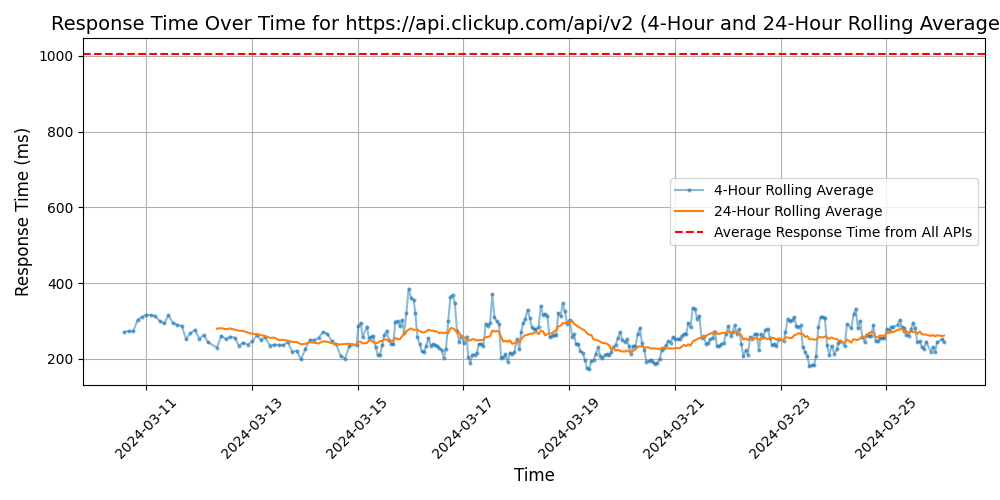 Response Time Over Time for https://api.clickup.com/api/v2 (4-Hour and 24-Hour Rolling Average
Response Time (ms)
1000
800
600
400
200
4-Hour Rolling Average
24-Hour Rolling Average
Average Response Time from All APIs
2024-03-11
2024-03-13
2024-03-15
2024-03-17
2024-03-19
2024-03-21
2024-03-23
2024-03-25
Time